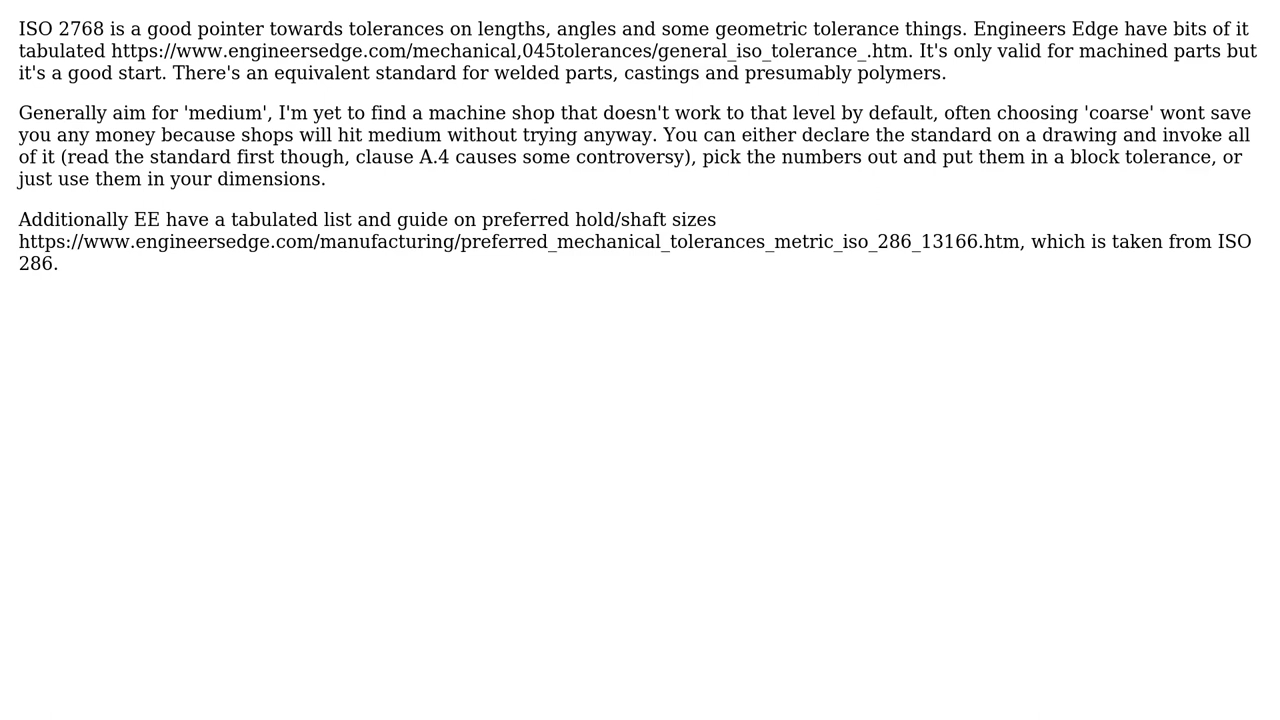 ISO 2768 is a good pointer towards tolerances on lengths, angles and some geometric tolerance things. Engineers Edge have bits of it
tabulated https://www.engineersedge.com/mechanical,045tolerances/general_iso_tolerance_.htm. It's only valid for machined parts but
it's a good start. There's an equivalent standard for welded parts, castings and presumably polymers.
Generally aim for 'medium', I'm yet to find a machine shop that doesn't work to that level by default, often choosing 'coarse' wont save
you any money because shops will hit medium without trying anyway. You can either declare the standard on a drawing and invoke all
of it (read the standard first though, clause A.4 causes some controversy), pick the numbers out and put them in a block tolerance, or
just use them in your dimensions.
Additionally EE have a tabulated list and guide on preferred hold/shaft sizes
https://www.engineersedge.com/manufacturing/preferred_mechanical_tolerances_metric_iso_286_13166.htm, which is taken from ISO
286.